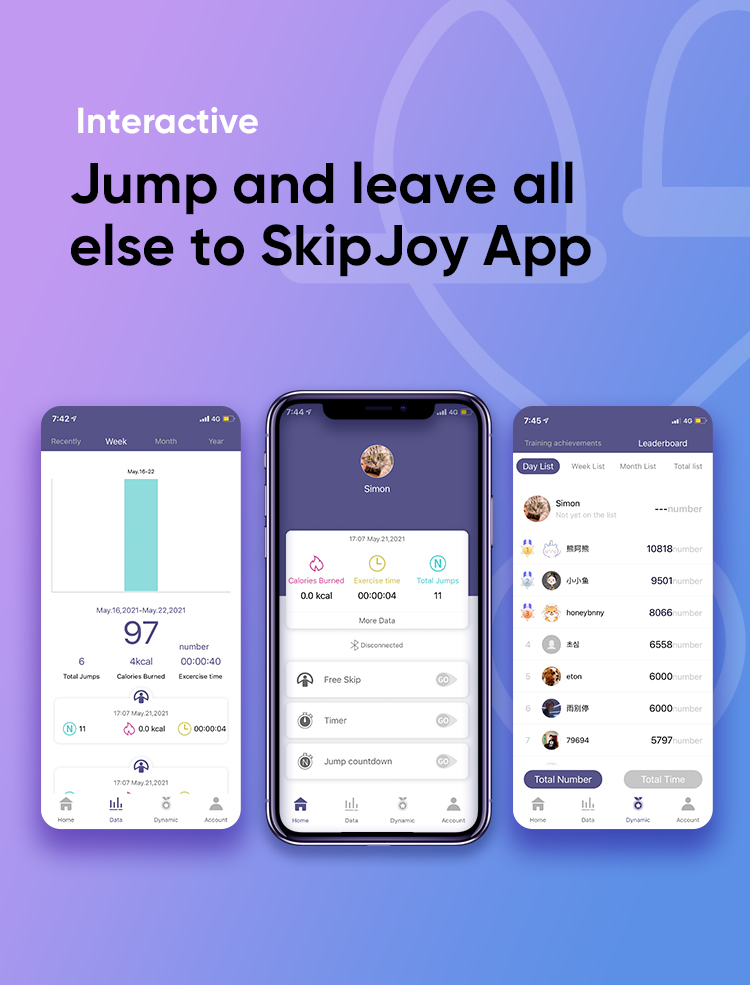 Interactive
Jump and leave all
else to SkipJoy App
7:42
4G
Recently Week Month Year
May.16-22
May.16,2021-May.22,2021
97 number
6 4kcal 00:00:40
Total Jumps Calories Burned Excercise time
17:07 May.21,2021
N 11 0.0 kcal 00:00:04
17:07 May.21,2021
Home Data Dynamic Account
7:44
4G
Simon
17:07 May.21,2021
N
Calories Burned Exercise time Total Jumps
0.0 kcal 00:00:04 11
More Data
Disconnected
Free Skip GO
Timer GO
N Jump countdown GO
Home Data Dynamic Account
7:45
4G
Training achievements Leaderboard
Day List Week List Month List Total list
Simon
Not yet on the list
---number
1 熊阿熊 10818number
2 小小鱼 9501number
3 honeybnny 8066number
4 초심 6558number
5 eton 6000number
6 雨别停 6000number
7 79694 5797number
Total Number Total Time
Home Data Dynamic Account